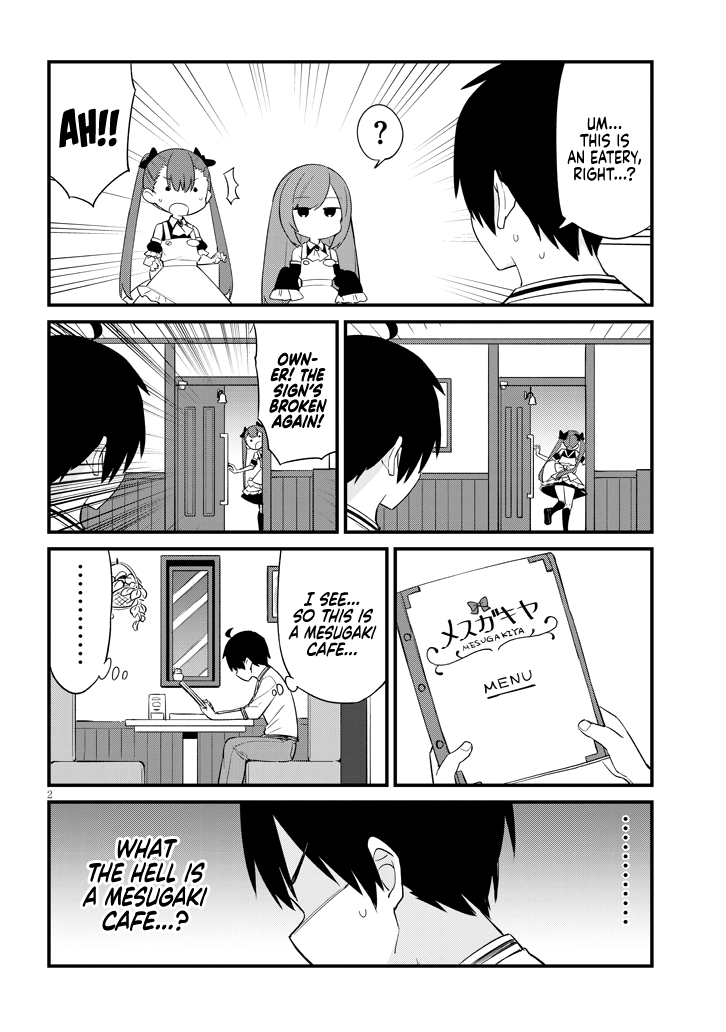 UM...
THIS IS
AN EATERY,
RIGHT...?
?
AH!!
OWN-
ER! THE
SIGN'S
BROKEN
AGAIN!
メスガキヤ
MESUGAKIYA
MENU
I SEE...
SO THIS IS
A MESUGAKI
CAFE...
.........
2
.........
WHAT
THE HELL IS
A MESUGAKI
CAFE...?